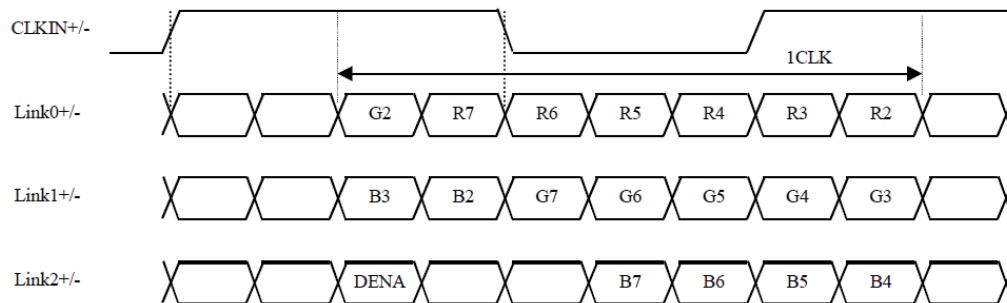 CLKIN+/-
1CLK
Link0+/- G2 R7 R6 R5 R4 R3 R2
Link1+/- B3 B2 G7 G6 G5 G4 G3
Link2+/- DENA B7 B6 B5 B4